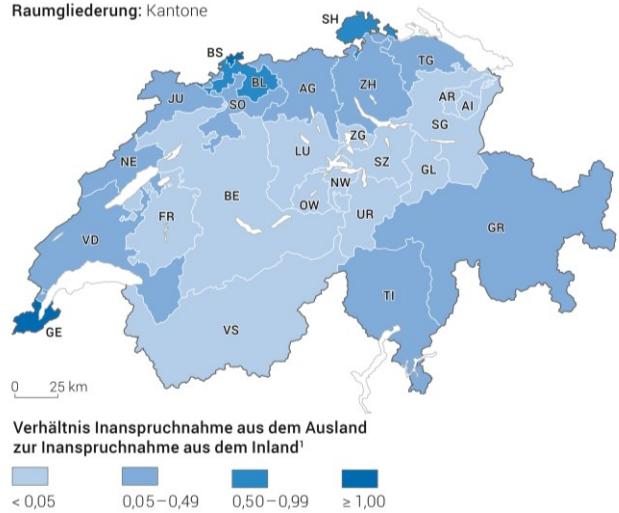 Raumgliederung: Kantone
SH
BS
BL
TG
JU
SO
AG
ZH
AR
AI
SG
NE
ZG
LU
SZ
GL
NW
BE
OW
FR
UR
GR
VD
TI
GE
VS
0 25 km
Verhältnis Inanspruchnahme aus dem Ausland
zur Inanspruchnahme aus dem Inland¹
< 0,05 0,05–0,49 0,50–0,99 ≥ 1,00